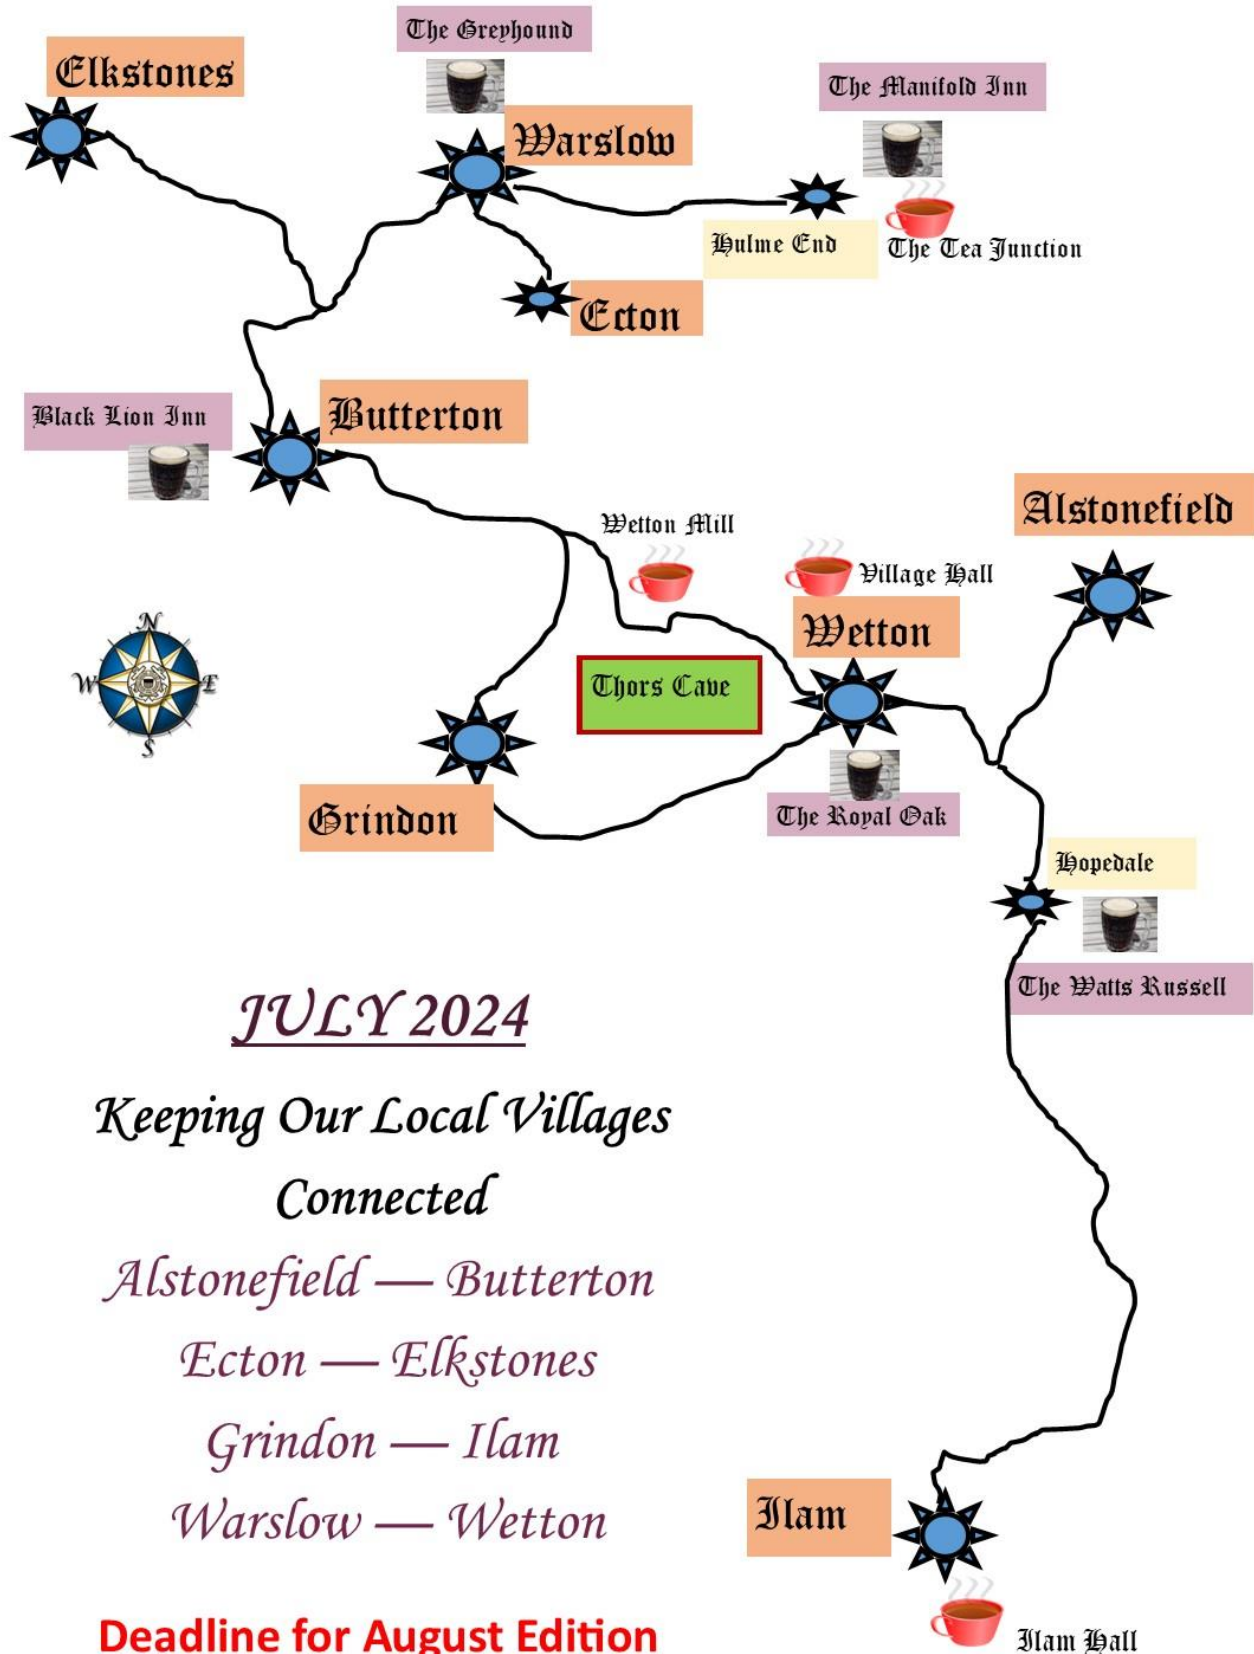 The Greyhound
Elkstones
The Manifold Inn
Warslow
Hulme End
The Tea Junction
Ecton
Black Lion Inn
Butterton
Alstonefield
Wetton Mill
Village Hall
Wetton
N
W
E
S
Thors Cave
Grindon
The Royal Oak
Hopedale
The Watts Russell
JULY 2024
Keeping Our Local Villages
Connected
Alstonefield — Butterton
Ecton — Elkstones
Grindon — Ilam
Warslow — Wetton
Ilam
Deadline for August Edition
Ilam Hall